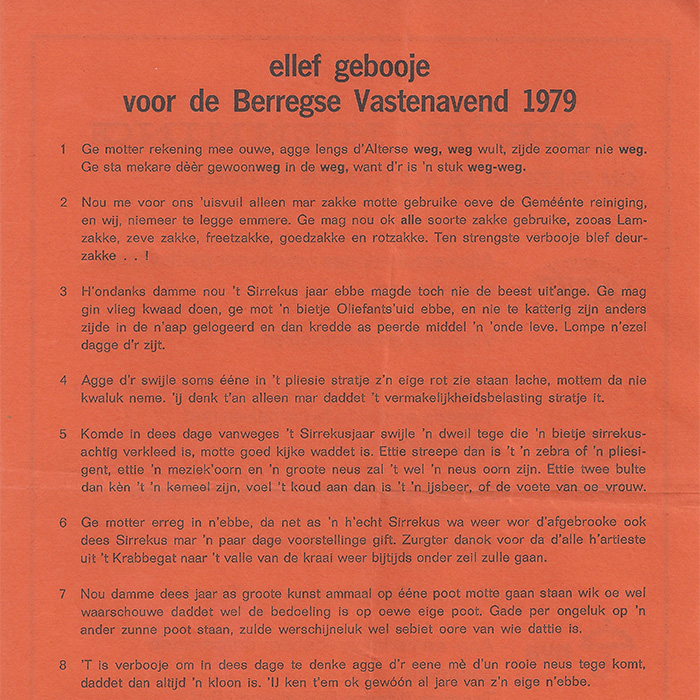 ellef gebooje
voor de Berregse Vastenavend 1979
1 Ge motter rekening mee ouwe, agge lengs d'Alterse weg, weg wult, zijde zoomar nie weg.
Ge sta mekare dèèr gewoonweg in de weg, want d'r is 'n stuk weg-weg.
2 Nou me voor ons 'uisvuil alleen mar zakke motte gebruike oeve de Geméénte reiniging,
en wij, niemeer te legge emmere. Ge mag nou ok alle soorte zakke gebruike, zooas Lam-
zakke, zeve zakke, freetzakke, goedzakke en rotzakke. Ten strengste verbooje blef deur-
zakke . . !
3 H'ondanks damme nou 't Sirrekus jaar ebbe magde toch nie de beest uit'ange. Ge mag
gin vlieg kwaad doen, ge mot 'n bietje Oliefants'uid ebbe, en nie te katterig zijn anders
zijde in de n'aap gelogeerd en dan kredde as peerde middel 'n 'onde leve. Lompe n'ezel
dagge d'r zijt.
4 Agge d'r swijle soms ééne in 't pliesie stratje z'n eige rot zie staan lache, mottem da nie
kwaluk neme. 'ij denk t'an alleen mar daddet 't vermakelijkheidsbelasting stratje it.
5 Komde in dees dage vanweges 't Sirrekusjaar swijle 'n dweil tege die 'n bietje sirrekus-
achtig verkleed is, motte goed kijke waddet is. Ettie streepe dan is 't 'n zebra of 'n pliesi-
gent, ettie 'n meziek'oorn en 'n groote neus zal 't wel 'n neus oorn zijn. Ettie twee bulte
dan kèn 't 'n kemeel zijn, voel 't koud aan dan is 't 'n ijsbeer, of de voete van oe vrouw.
6 Ge motter erreg in n'ebbe, da net as 'n h'echt Sirrekus wa weer wor d'afgebrooke ook
dees Sirrekus mar 'n paar dage voorstellinge gift. Zurgter danok voor da d'alle h'artieste
uit 't Krabbegat naar 't valle van de kraai weer bijtijds onder zeil zulle gaan.
7 Nou damme dees jaar as groote kunst ammaal op ééne poot motte gaan staan wik oe wel
waarschouwe daddet wel de bedoeling is op oewe eige poot. Gade per ongeluk op 'n
ander zunne poot staan, zulde werschijneluk wel sebiet oore van wie dattie is.
8 'T is verbooje om in dees dage te denke agge d'r eene mè d'un rooie neus tege komt,
daddet dan altijd 'n kloon is. 'IJ ken t'em ok gewóón al jare van z'n eige n'ebbe.